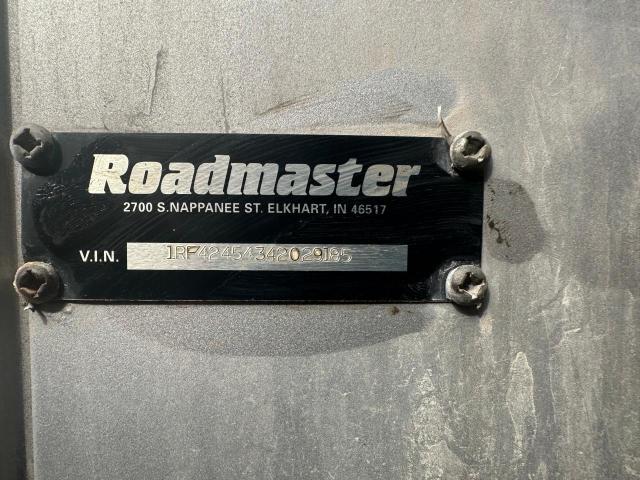 Roadmaster
2700 S.NAPPANEE ST. ELKHART, IN 46517
V.I.N. 1RF42454342029185